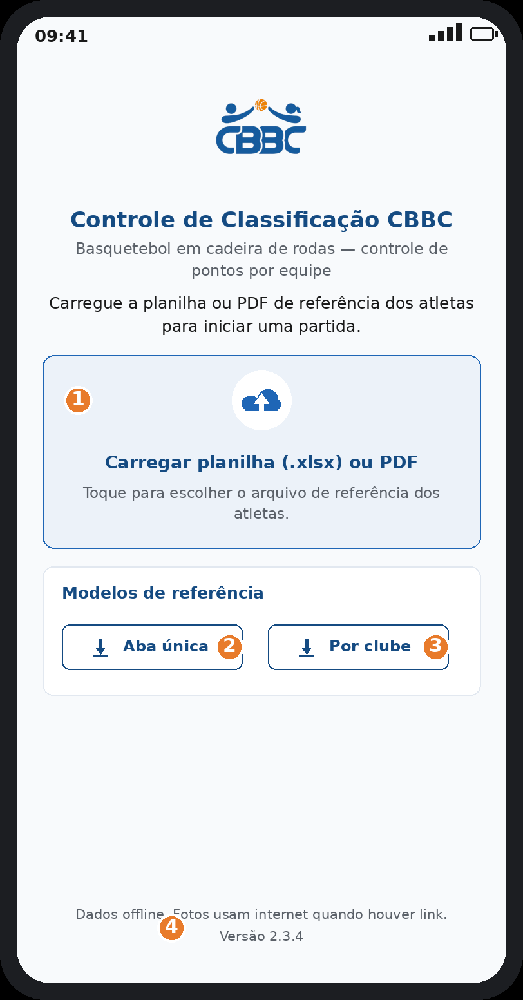 09:41
CBBC
Controle de Classificação CBBC
Basquetebol em cadeira de rodas — controle de
pontos por equipe
Carregue a planilha ou PDF de referência dos atletas
para iniciar uma partida.
1
Carregar planilha (.xlsx) ou PDF
Toque para escolher o arquivo de referência dos
atletas.
Modelos de referência
Aba única 2 Por clube 3
Dados offline. Fotos usam internet quando houver link.
4
Versão 2.3.4